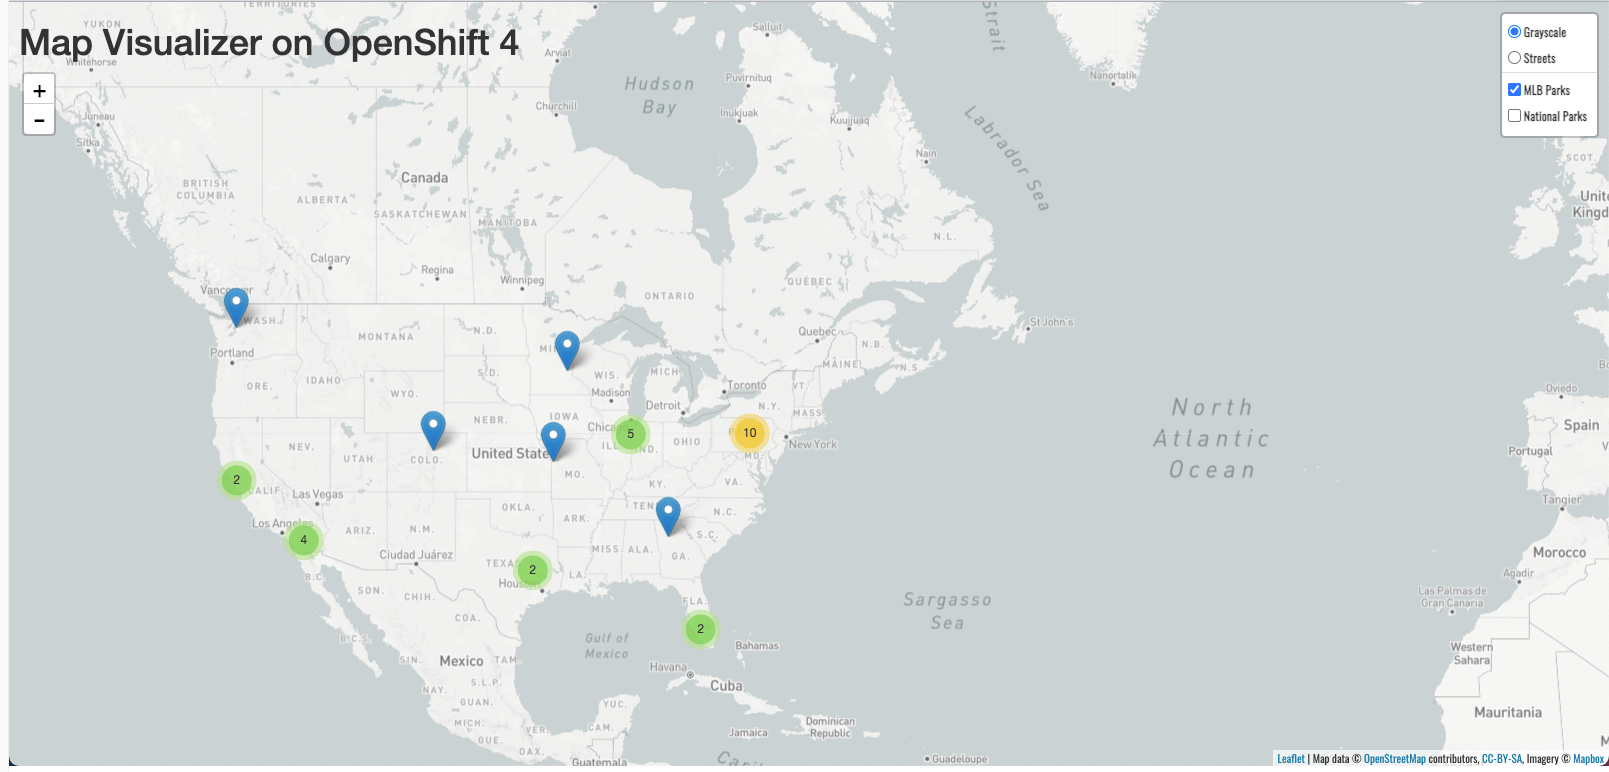 TERRITORIES
YUKON
Map Visualizer on OpenShift 4
Whitehorse
+
−
Juneau
Sitka
Arviat
Churchill
Hudson
Bay
Salluit
Puvirnituq
Inukjuak
Kuujjuaq
Strait
Nain
Labrador Sea
Nanortalik
Grayscale
Streets
MLB Parks
National Parks
SCOT.
Unite
Kingd
BRITISH
COLUMBIA
Canada
ALBERTA
SASKATCHEWAN
MANITOBA
N.L.
Calgary
Regina
Winnipeg
ONTARIO
QUÉBEC
Vancouver
WASH.
MONTANA
N.D.
Quebec
N.B.
St John's
Portland
MAINE
N.S.
ORE.
IDAHO
WYO.
S.D.
WIS.
MICH.
Madison
Toronto
VT.
Detroit
N.Y.
MASS
NEBR.
IOWA
Chica
5
10
New York
NEV.
UTAH
COLO.
United State
ILL
IND.
OHIO
MD.
North
Atlantic
Ocean
Oviedo
Spain
Portugal
2
CALIF.
Las Vegas
MO.
KY.
VA.
OKLA.
ARK.
TEN
N.C.
Tangier
Los Angeles
4
ARIZ.
N.M.
MISS.
ALA.
GA.
S.C.
Ciudad Juárez
TEXAS
2
LA.
Houston
Morocco
Agadir
B.C.
SON.
CHIH.
COA.
FLA.
2
Sargasso
Sea
Las Palmas de
Gran Canaria
B.C.S.
Gulf of
Mexico
Bahamas
Western
Sahara
SIN.
Mexico
TAM.
Havana
Cuba
NAY.
S.L.P.
GUAN.
YUC.
MICH.
VER.
CAM.
Jamaica
Dominican
Republic
Mauritania
GUE.
OAX.
Guatemala
Guadeloupe
Leaflet | Map data © OpenStreetMap contributors, CC-BY-SA, Imagery © Mapbox